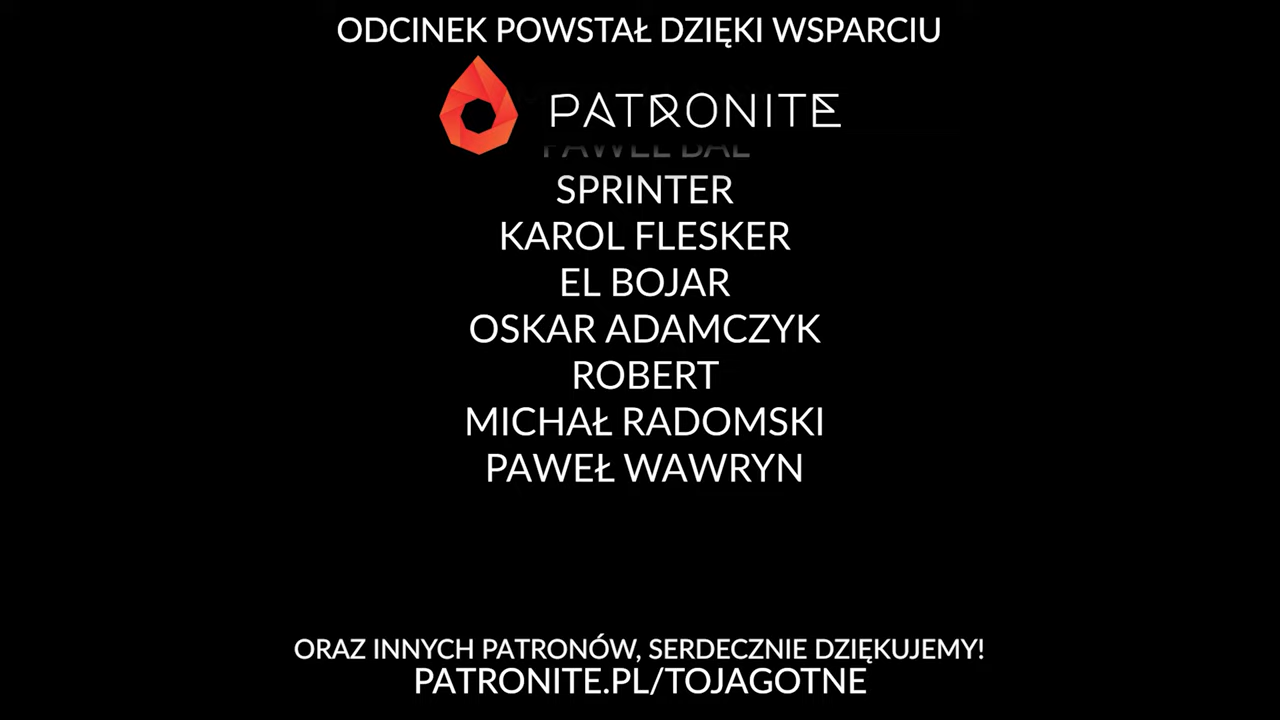 ODCINEK POWSTAŁ DZIĘKI WSPARCIU
PATRONITE
SPRINTER
KAROL FLESKER
EL BOJAR
OSKAR ADAMCZYK
ROBERT
MICHAŁ RADOMSKI
PAWEŁ WAWRYN
ORAZ INNYCH PATRONÓW, SERDECZNIE DZIĘKUJEMY!
PATRONITE.PL/TOJAGOTNE